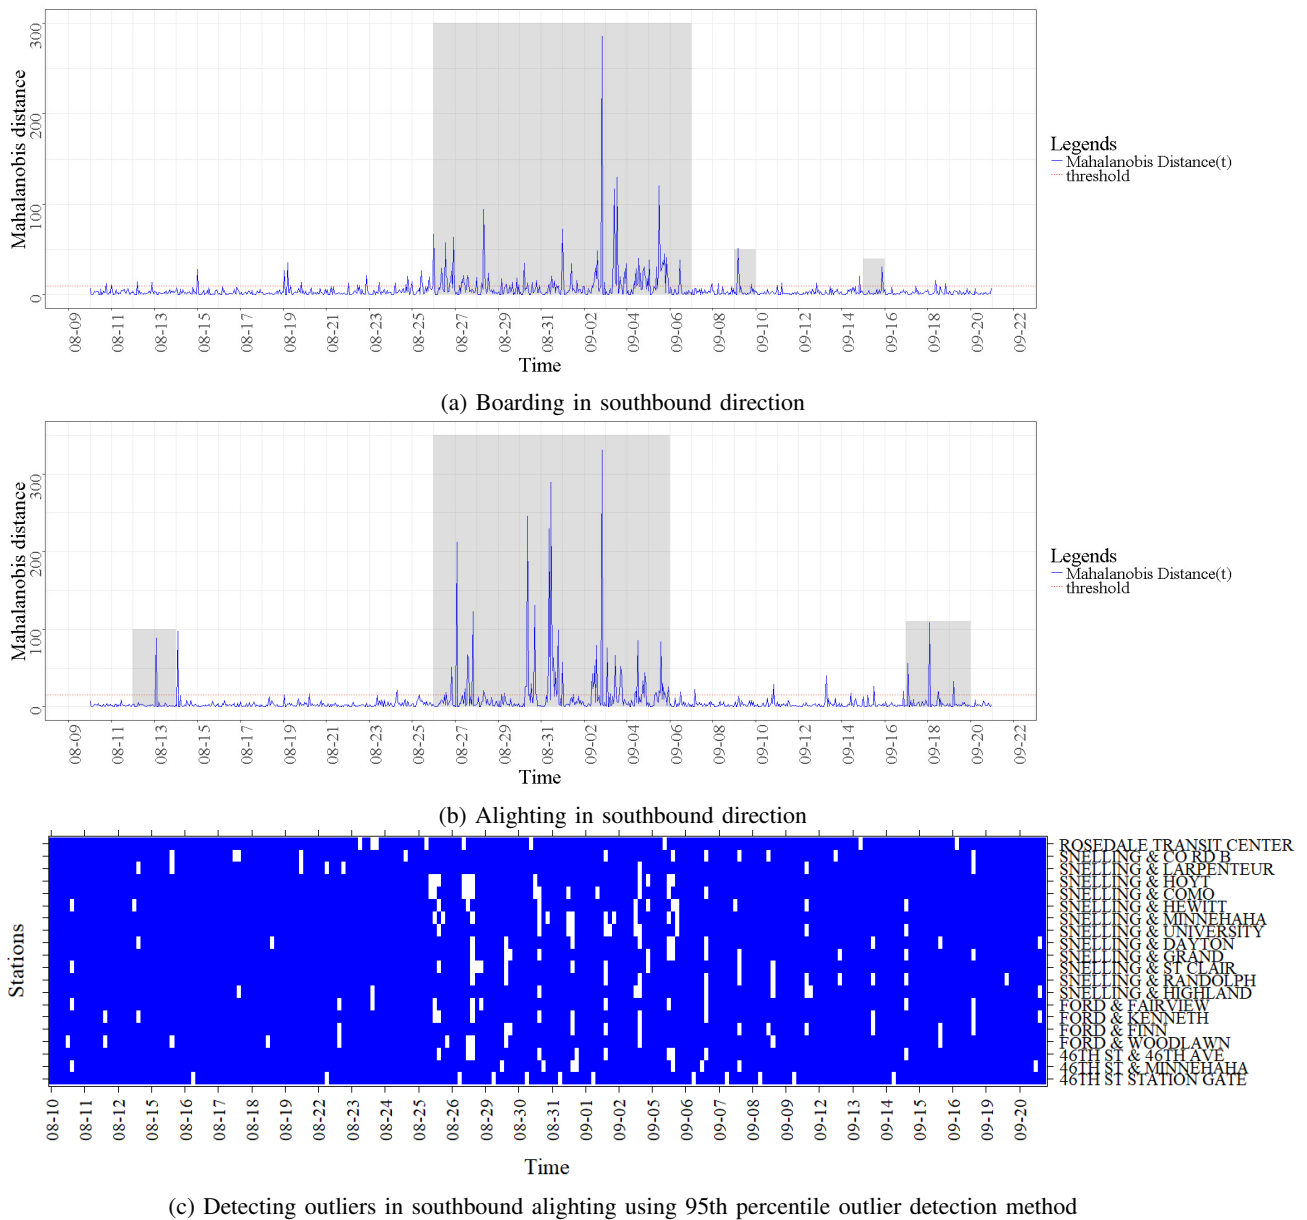 Mahalanobis distance
300
200
100
0
08-09 08-11 08-13 08-15 08-17 08-19 08-21 08-23 08-25 08-27 08-29 08-31 09-02 09-04 09-06 09-08 09-10 09-12 09-14 09-16 09-18 09-20 09-22
Time
Legends
Mahalanobis Distance(t)
threshold
(a) Boarding in southbound direction
Mahalanobis distance
300
200
100
0
08-09 08-11 08-13 08-15 08-17 08-19 08-21 08-23 08-25 08-27 08-29 08-31 09-02 09-04 09-06 09-08 09-10 09-12 09-14 09-16 09-18 09-20 09-22
Time
Legends
Mahalanobis Distance(t)
threshold
(b) Alighting in southbound direction
Stations
ROSEDALE TRANSIT CENTER
SNELLING & CO RD B
SNELLING & LARPENTEUR
SNELLING & HOYT
SNELLING & COMO
SNELLING & HEWITT
SNELLING & MINNEHAHA
SNELLING & UNIVERSITY
SNELLING & DAYTON
SNELLING & GRAND
SNELLING & ST CLAIR
SNELLING & RANDOLPH
SNELLING & HIGHLAND
FORD & FAIRVIEW
FORD & KENNETH
FORD & FINN
FORD & WOODLAWN
46TH ST & 46TH AVE
46TH ST & MINNEHAHA
46TH ST STATION GATE
08-10 08-11 08-12 08-15 08-16 08-17 08-18 08-19 08-22 08-23 08-24 08-25 08-26 08-29 08-30 08-31 09-01 09-02 09-05 09-06 09-07 09-08 09-09 09-12 09-13 09-14 09-15 09-16 09-19 09-20
Time
(c) Detecting outliers in southbound alighting using 95th percentile outlier detection method